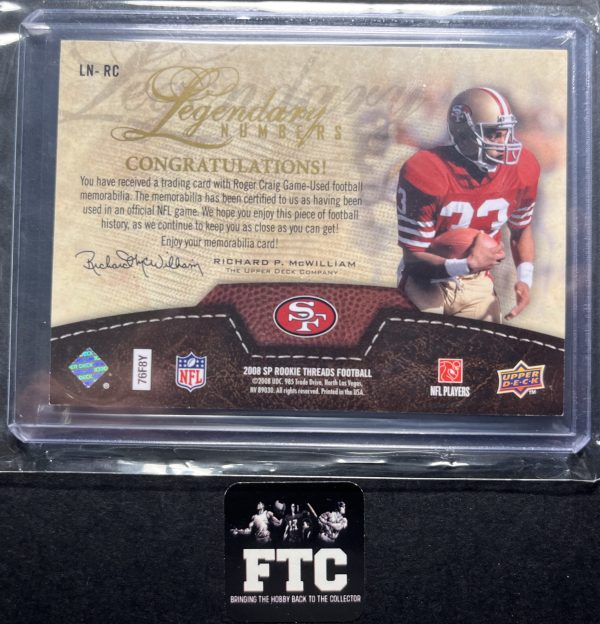 LN- RC
Legendary
Legendary
NUMBERS
CONGRATULATIONS!
You have received a trading card with Roger Craig Game-Used football
memorabilia. The memorabilia has been certified to us as having been
used in an official NFL game. We hope you enjoy this piece of football
history, as we continue to keep you as close as you can get!
Enjoy your memorabilia card!
Richard McWilliam
RICHARD P. McWILLIAM
THE UPPER DECK COMPANY
33
SF
SF
76F8Y
NFL
2008 SP ROOKIE THREADS FOOTBALL
©2008 UDC. 985 Trade Drive, North Las Vegas,
NV 89030. All rights reserved. Printed in the USA.
NFL PLAYERS
UPPER
DECK
TM
FTC
BRINGING THE HOBBY BACK TO THE COLLECTOR